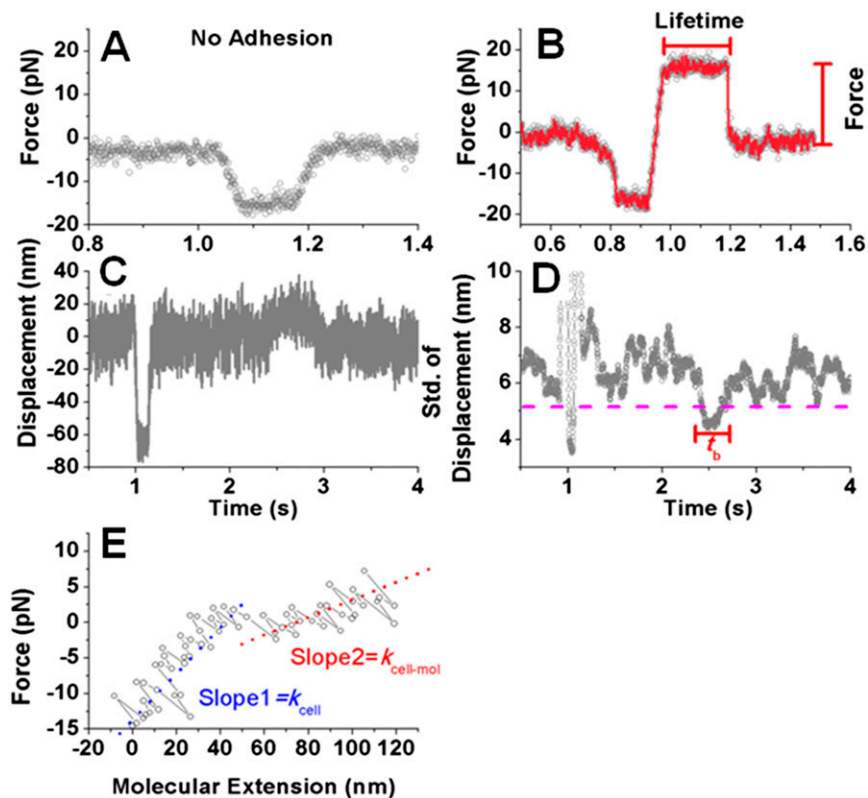 A
No Adhesion
Force (pN)
20
10
0
-10
-20
0.8
1.0
1.2
1.4
B
Lifetime
Force (pN)
20
10
0
-10
-20
0.6
0.8
1.0
1.2
1.4
1.6
Force
C
Displacement (nm)
40
20
0
-20
-40
-60
-80
1
2
3
4
Time (s)
D
Std. of
Displacement (nm)
10
8
6
4
t_b
1
2
3
4
Time (s)
E
Force (pN)
10
5
0
-5
-10
-15
Slope2=k_cell-mol
Slope1=k_cell
-20
0
20
40
60
80
100
120
Molecular Extension (nm)